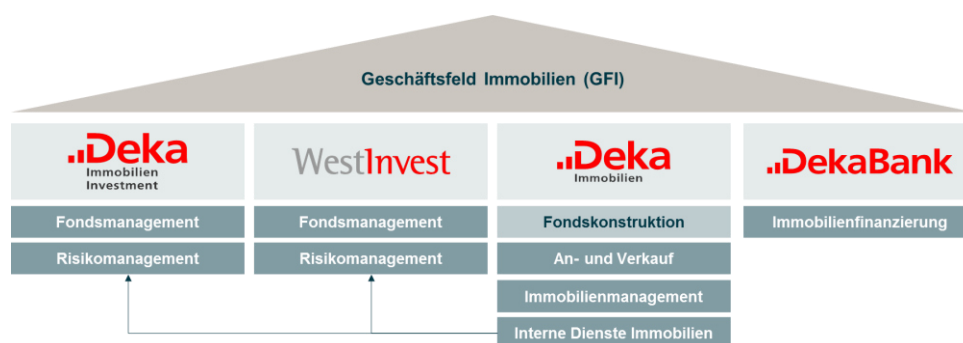 Geschäftsfeld Immobilien (GFI)
Deka
Immobilien
Investment
Fondsmanagement
Risikomanagement
WestInvest
Fondsmanagement
Risikomanagement
Deka
Immobilien
Fondskonstruktion
An- und Verkauf
Immobilienmanagement
Interne Dienste Immobilien
DekaBank
Immobilienfinanzierung